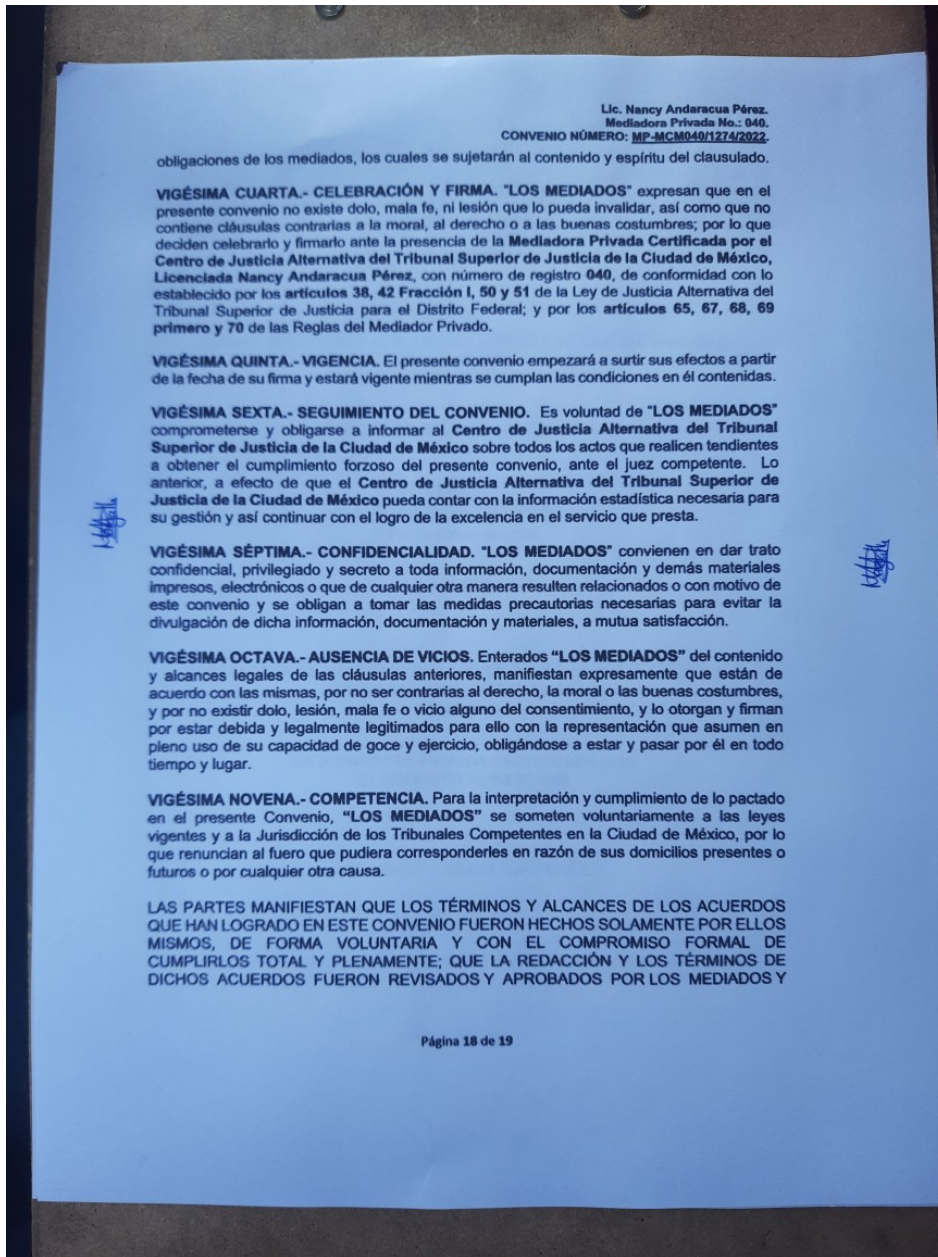 Lic. Nancy Andaracua Pérez.
Mediadora Privada No.: 040.
CONVENIO NÚMERO: MP-MCM040/1274/2022.
obligaciones de los mediados, los cuales se sujetarán al contenido y espíritu del clausulado.
VIGÉSIMA CUARTA.- CELEBRACIÓN Y FIRMA. "LOS MEDIADOS" expresan que en el
presente convenio no existe dolo, mala fe, ni lesión que lo pueda invalidar, así como que no
contiene cláusulas contrarias a la moral, al derecho o a las buenas costumbres; por lo que
deciden celebrarlo y firmarlo ante la presencia de la Mediadora Privada Certificada por el
Centro de Justicia Alternativa del Tribunal Superior de Justicia de la Ciudad de México,
Licenciada Nancy Andaracua Pérez, con número de registro 040, de conformidad con lo
establecido por los artículos 38, 42 Fracción I, 50 y 51 de la Ley de Justicia Alternativa del
Tribunal Superior de Justicia para el Distrito Federal; y por los artículos 65, 67, 68, 69
primero y 70 de las Reglas del Mediador Privado.
VIGÉSIMA QUINTA.- VIGENCIA. El presente convenio empezará a surtir sus efectos a partir
de la fecha de su firma y estará vigente mientras se cumplan las condiciones en él contenidas.
VIGÉSIMA SEXTA.- SEGUIMIENTO DEL CONVENIO. Es voluntad de "LOS MEDIADOS"
comprometerse y obligarse a informar al Centro de Justicia Alternativa del Tribunal
Superior de Justicia de la Ciudad de México sobre todos los actos que realicen tendientes
a obtener el cumplimiento forzoso del presente convenio, ante el juez competente. Lo
anterior, a efecto de que el Centro de Justicia Alternativa del Tribunal Superior de
Justicia de la Ciudad de México pueda contar con la información estadística necesaria para
su gestión y así continuar con el logro de la excelencia en el servicio que presta.
VIGÉSIMA SÉPTIMA.- CONFIDENCIALIDAD. "LOS MEDIADOS" convienen en dar trato
confidencial, privilegiado y secreto a toda información, documentación y demás materiales
impresos, electrónicos o que de cualquier otra manera resulten relacionados o con motivo de
este convenio y se obligan a tomar las medidas precautorias necesarias para evitar la
divulgación de dicha información, documentación y materiales, a mutua satisfacción.
VIGÉSIMA OCTAVA.- AUSENCIA DE VICIOS. Enterados “LOS MEDIADOS” del contenido
y alcances legales de las cláusulas anteriores, manifiestan expresamente que están de
acuerdo con las mismas, por no ser contrarias al derecho, la moral o las buenas costumbres,
y por no existir dolo, lesión, mala fe o vicio alguno del consentimiento, y lo otorgan y firman
por estar debida y legalmente legitimados para ello con la representación que asumen en
pleno uso de su capacidad de goce y ejercicio, obligándose a estar y pasar por él en todo
tiempo y lugar.
VIGÉSIMA NOVENA.- COMPETENCIA. Para la interpretación y cumplimiento de lo pactado
en el presente Convenio, “LOS MEDIADOS” se someten voluntariamente a las leyes
vigentes y a la Jurisdicción de los Tribunales Competentes en la Ciudad de México, por lo
que renuncian al fuero que pudiera corresponderles en razón de sus domicilios presentes o
futuros o por cualquier otra causa.
LAS PARTES MANIFIESTAN QUE LOS TÉRMINOS Y ALCANCES DE LOS ACUERDOS
QUE HAN LOGRADO EN ESTE CONVENIO FUERON HECHOS SOLAMENTE POR ELLOS
MISMOS, DE FORMA VOLUNTARIA Y CON EL COMPROMISO FORMAL DE
CUMPLIRLOS TOTAL Y PLENAMENTE; QUE LA REDACCIÓN Y LOS TÉRMINOS DE
DICHOS ACUERDOS FUERON REVISADOS Y APROBADOS POR LOS MEDIADOS Y
Página 18 de 19